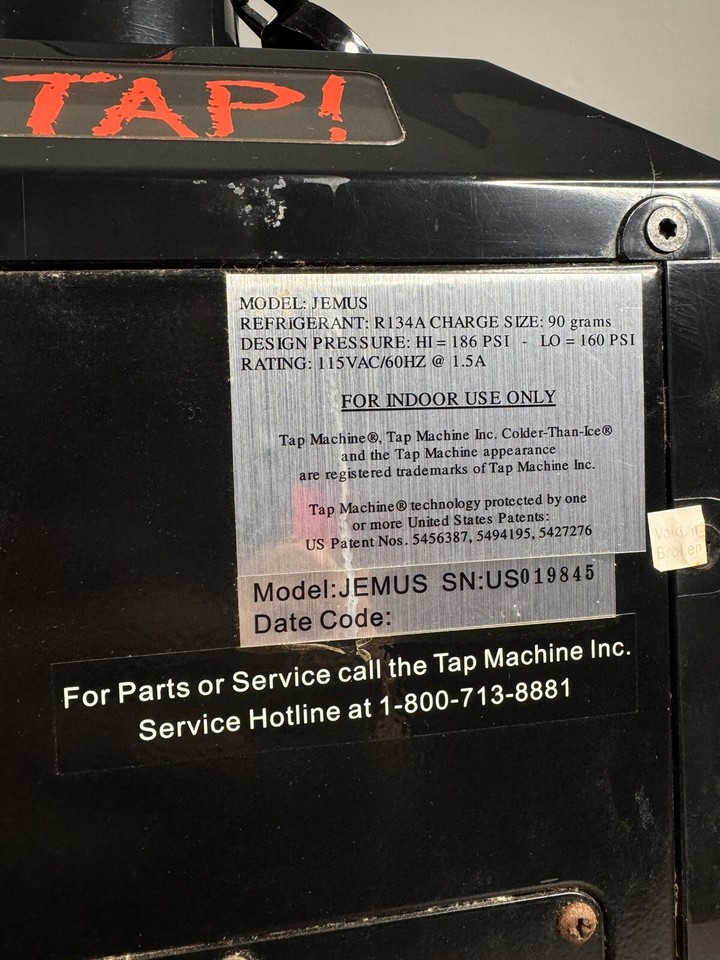 TAP!
MODEL: JEMUS
REFRIGERANT: R134A CHARGE SIZE: 90 grams
DESIGN PRESSURE: HI = 186 PSI - LO = 160 PSI
RATING: 115VAC/60HZ @ 1.5A
FOR INDOOR USE ONLY
Tap Machine®, Tap Machine Inc. Colder-Than-Ice®
and the Tap Machine appearance
are registered trademarks of Tap Machine Inc.
Tap Machine® technology protected by one
or more United States Patents:
US Patent Nos. 5456387, 5494195, 5427276
Void if
Broken
Model:JEMUS SN:US019845
Date Code:
For Parts or Service call the Tap Machine Inc.
Service Hotline at 1-800-713-8881